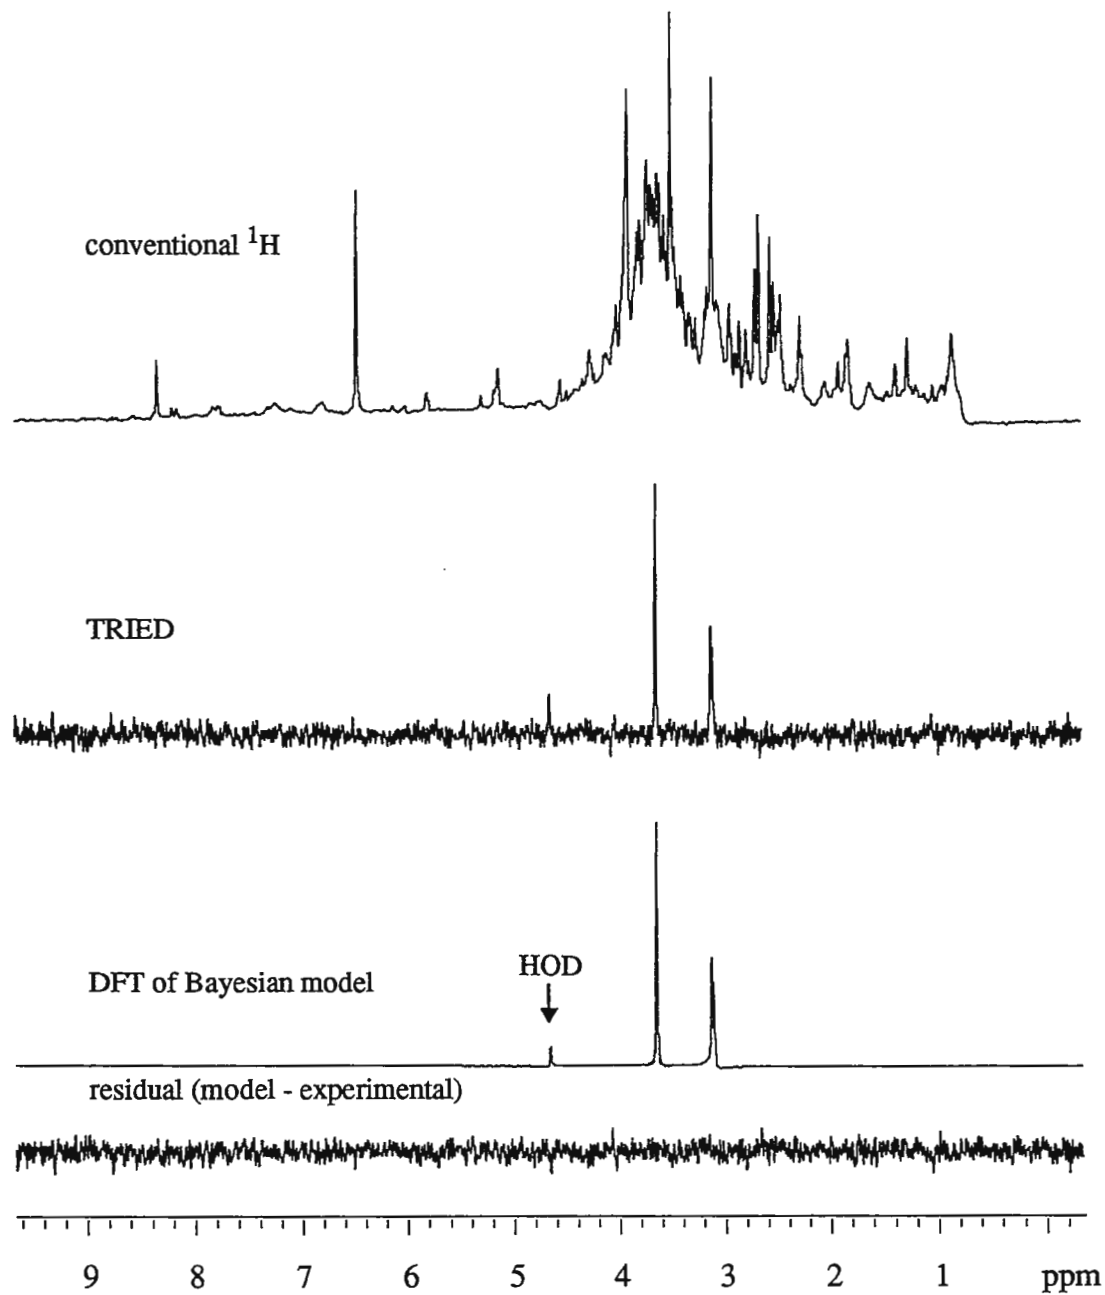 conventional ¹H
TRIED
HOD
DFT of Bayesian model
residual (model - experimental)
9 8 7 6 5 4 3 2 1 ppm